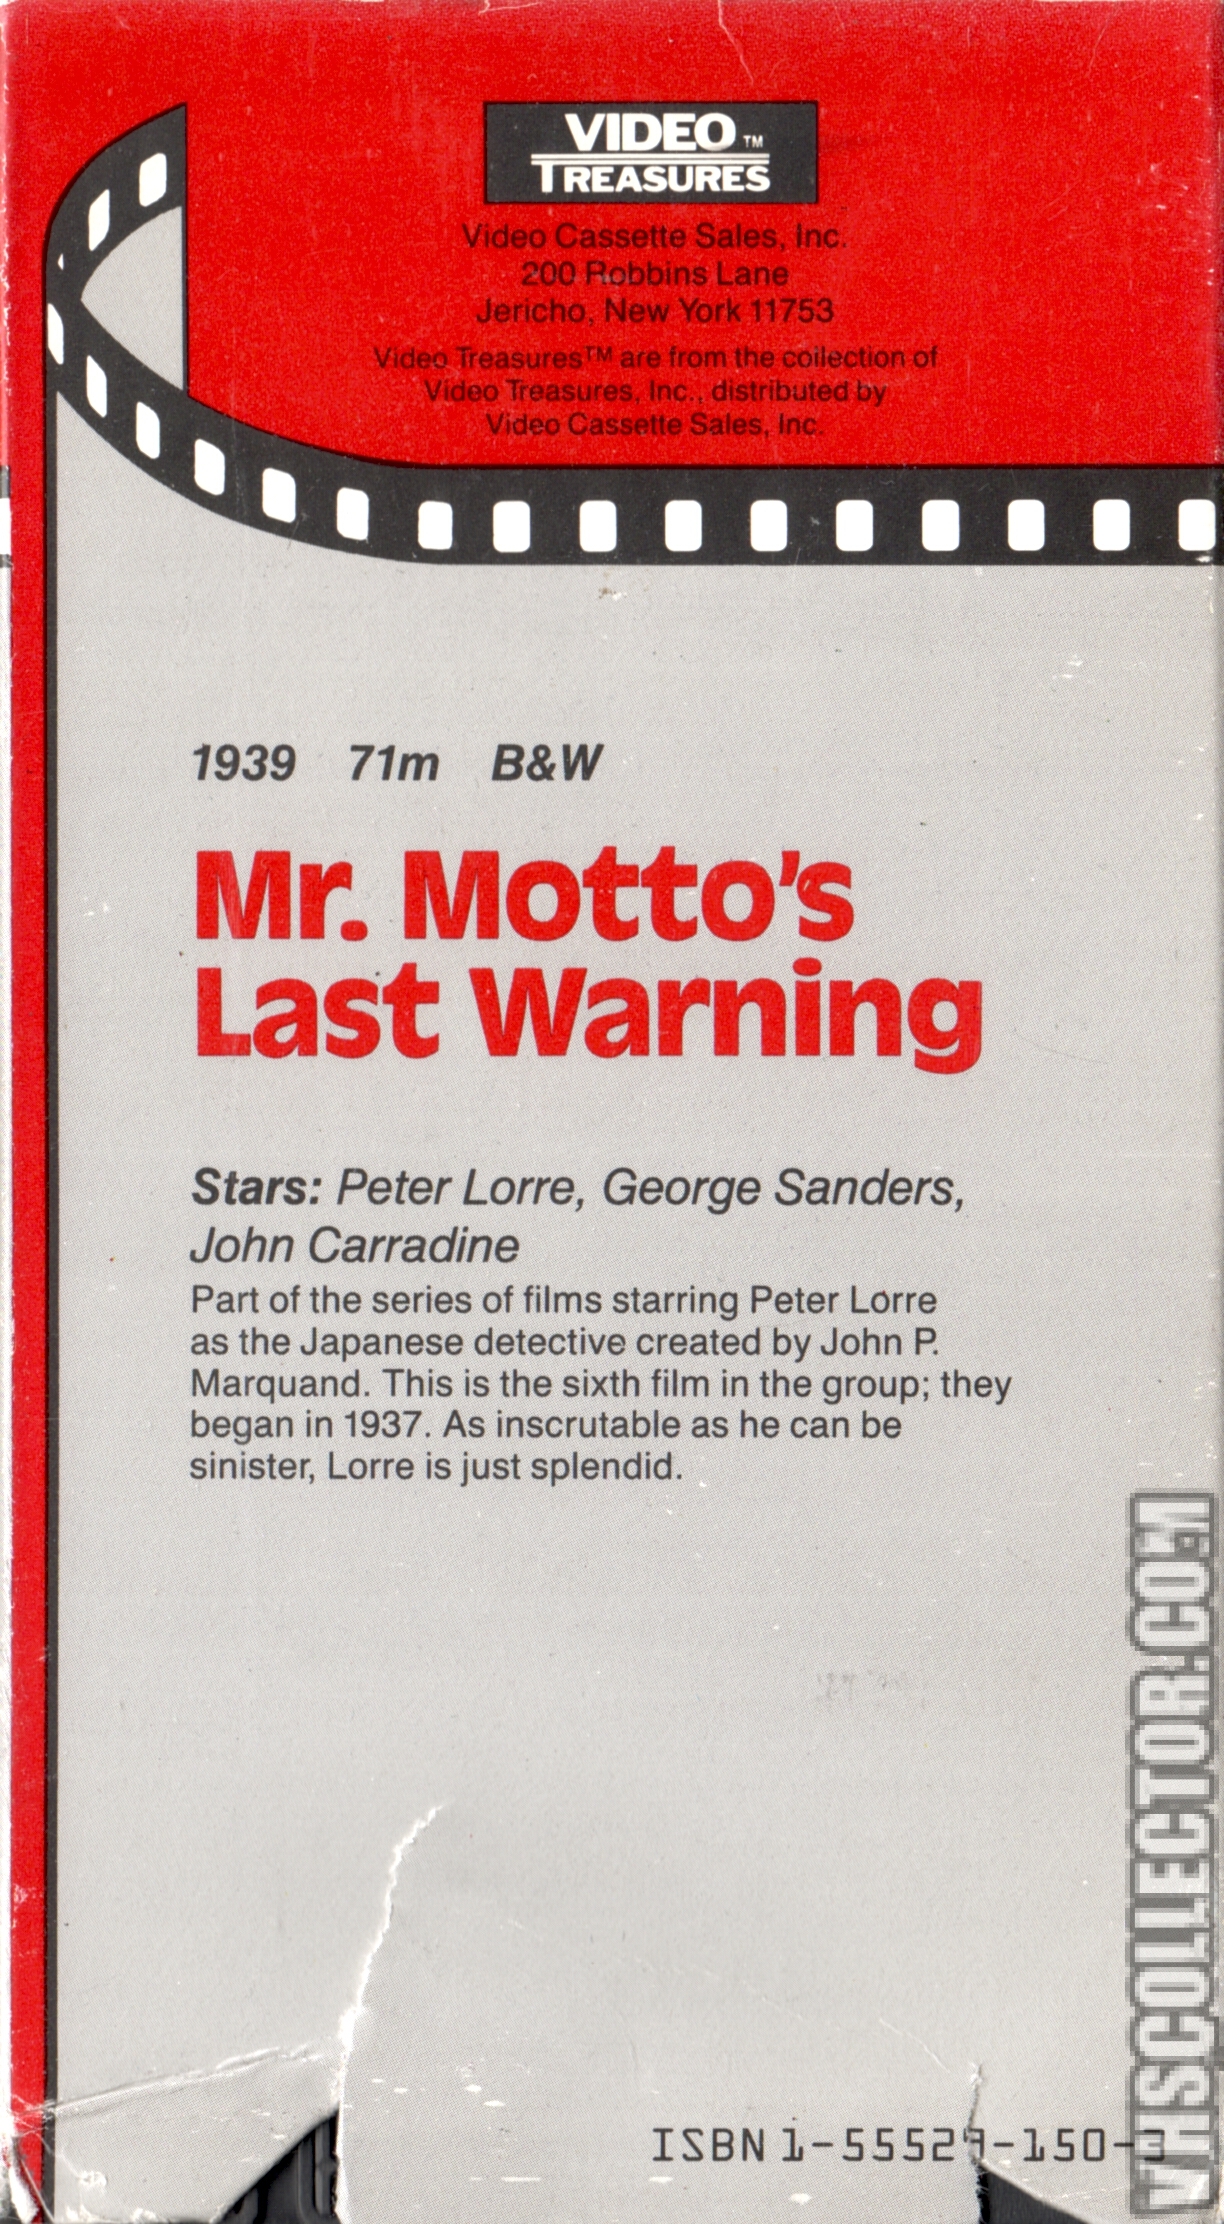 VIDEO TM
TREASURES
Video Cassette Sales, Inc.
200 Robbins Lane
Jericho, New York 11753
Video Treasures™ are from the collection of
Video Treasures, Inc., distributed by
Video Cassette Sales, Inc.
1939 71m B&W
Mr. Motto's
Last Warning
Stars: Peter Lorre, George Sanders,
John Carradine
Part of the series of films starring Peter Lorre
as the Japanese detective created by John P.
Marquand. This is the sixth film in the group; they
began in 1937. As inscrutable as he can be
sinister, Lorre is just splendid.
ISBN 1-55529-150-3
VHSCOLLECTOR.COM